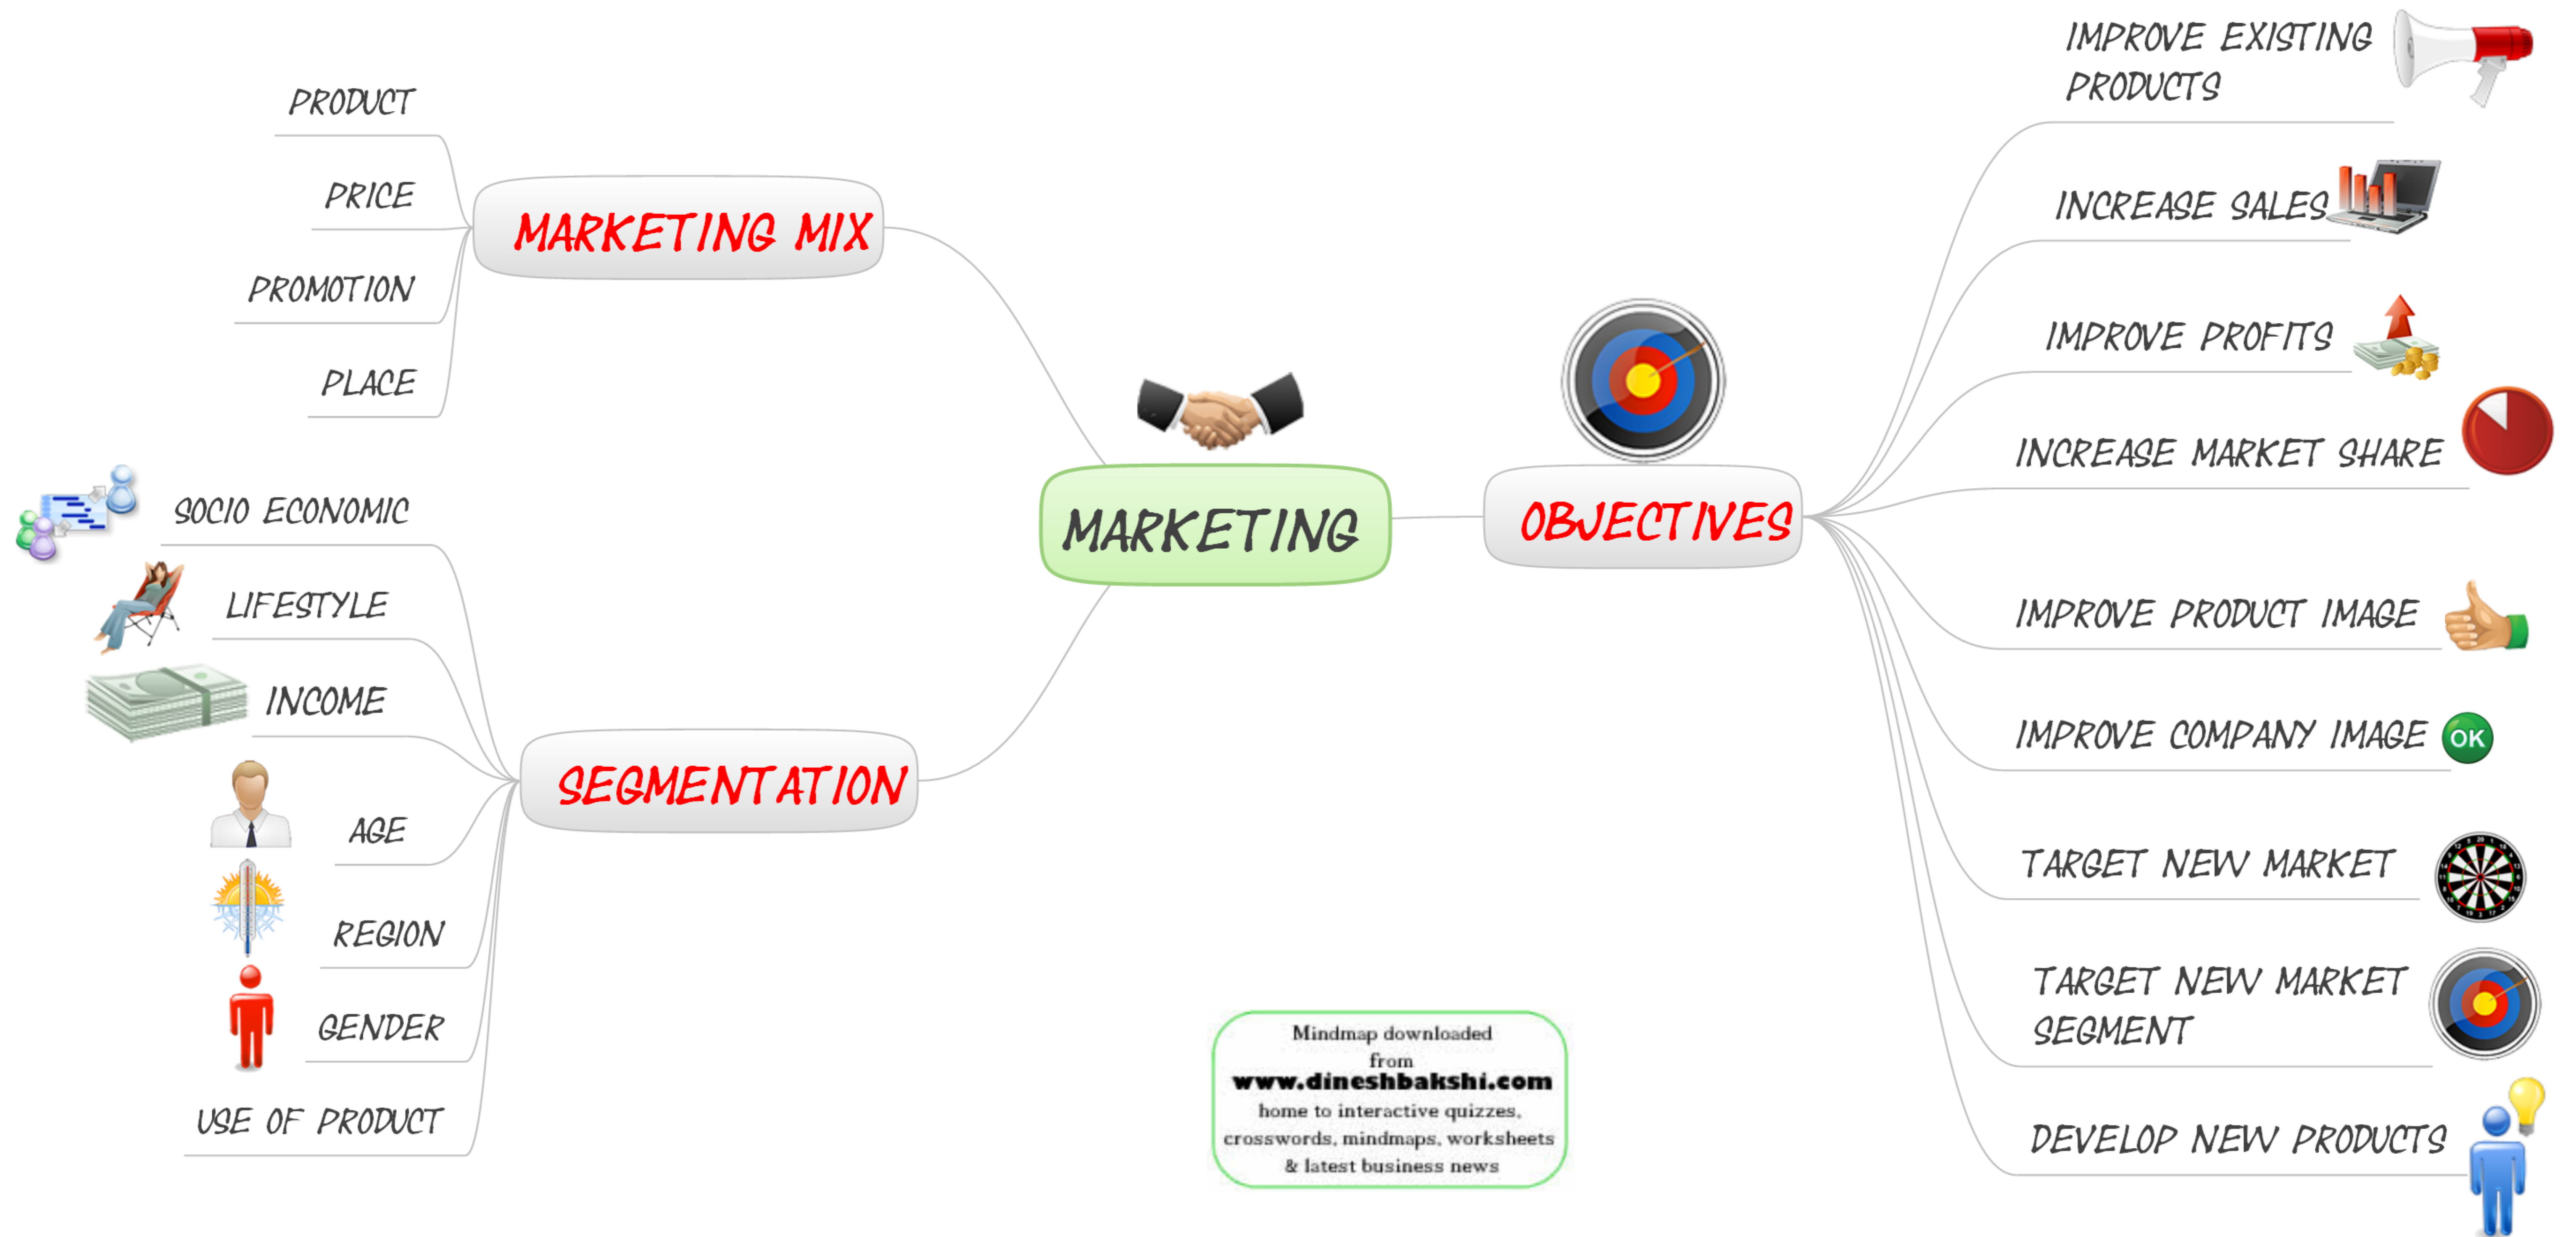 PRODUCT
PRICE
PROMOTION
PLACE
MARKETING MIX
SOCIO ECONOMIC
LIFESTYLE
INCOME
AGE
REGION
GENDER
USE OF PRODUCT
SEGMENTATION
MARKETING
OBJECTIVES
IMPROVE EXISTING
PRODUCTS
INCREASE SALES
IMPROVE PROFITS
INCREASE MARKET SHARE
IMPROVE PRODUCT IMAGE
IMPROVE COMPANY IMAGE
OK
TARGET NEW MARKET
TARGET NEW MARKET
SEGMENT
DEVELOP NEW PRODUCTS
Mindmap downloaded
from
www.dineshbakshi.com
home to interactive quizzes,
crosswords, mindmaps, worksheets
& latest business news